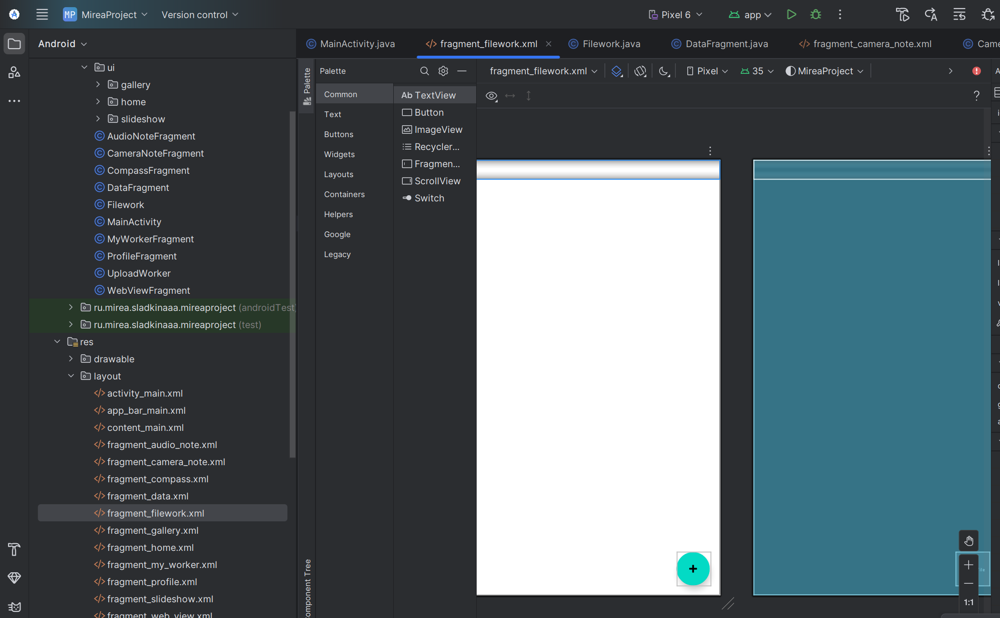 MP MireaProject
Version control
Pixel 6
app
Android
MainActivity.java
fragment_filework.xml
Filework.java
DataFragment.java
fragment_camera_note.xml
Came
ui
gallery
home
slideshow
AudioNoteFragment
CameraNoteFragment
CompassFragment
DataFragment
Filework
MainActivity
MyWorkerFragment
ProfileFragment
UploadWorker
WebViewFragment
ru.mirea.sladkinaaa.mireaproject (androidTest)
ru.mirea.sladkinaaa.mireaproject (test)
res
drawable
layout
activity_main.xml
app_bar_main.xml
content_main.xml
fragment_audio_note.xml
fragment_camera_note.xml
fragment_compass.xml
fragment_data.xml
fragment_filework.xml
fragment_gallery.xml
fragment_home.xml
fragment_my_worker.xml
fragment_profile.xml
fragment_slideshow.xml
fragment_web_view.xml
Palette
Component Tree
Palette
Common
Text
Buttons
Widgets
Layouts
Containers
Helpers
Google
Legacy
Ab TextView
Button
ImageView
Recycler...
Fragmen...
ScrollView
Switch
fragment_filework.xml
Pixel
35
MireaProject
?
1:1